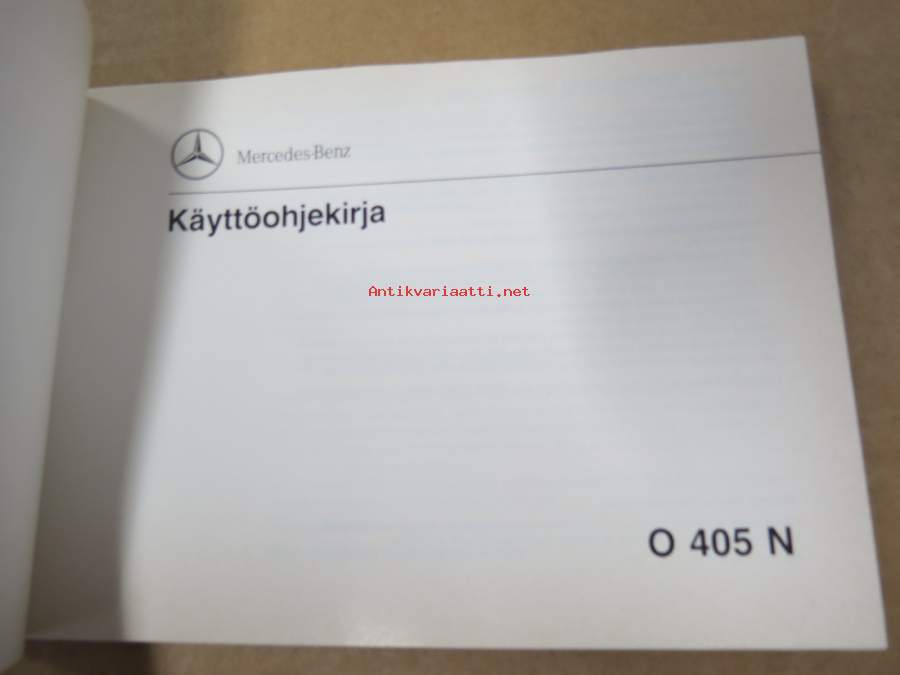 Mercedes-Benz
Käyttöohjekirja
Antikvariaatti.net
O 405 N